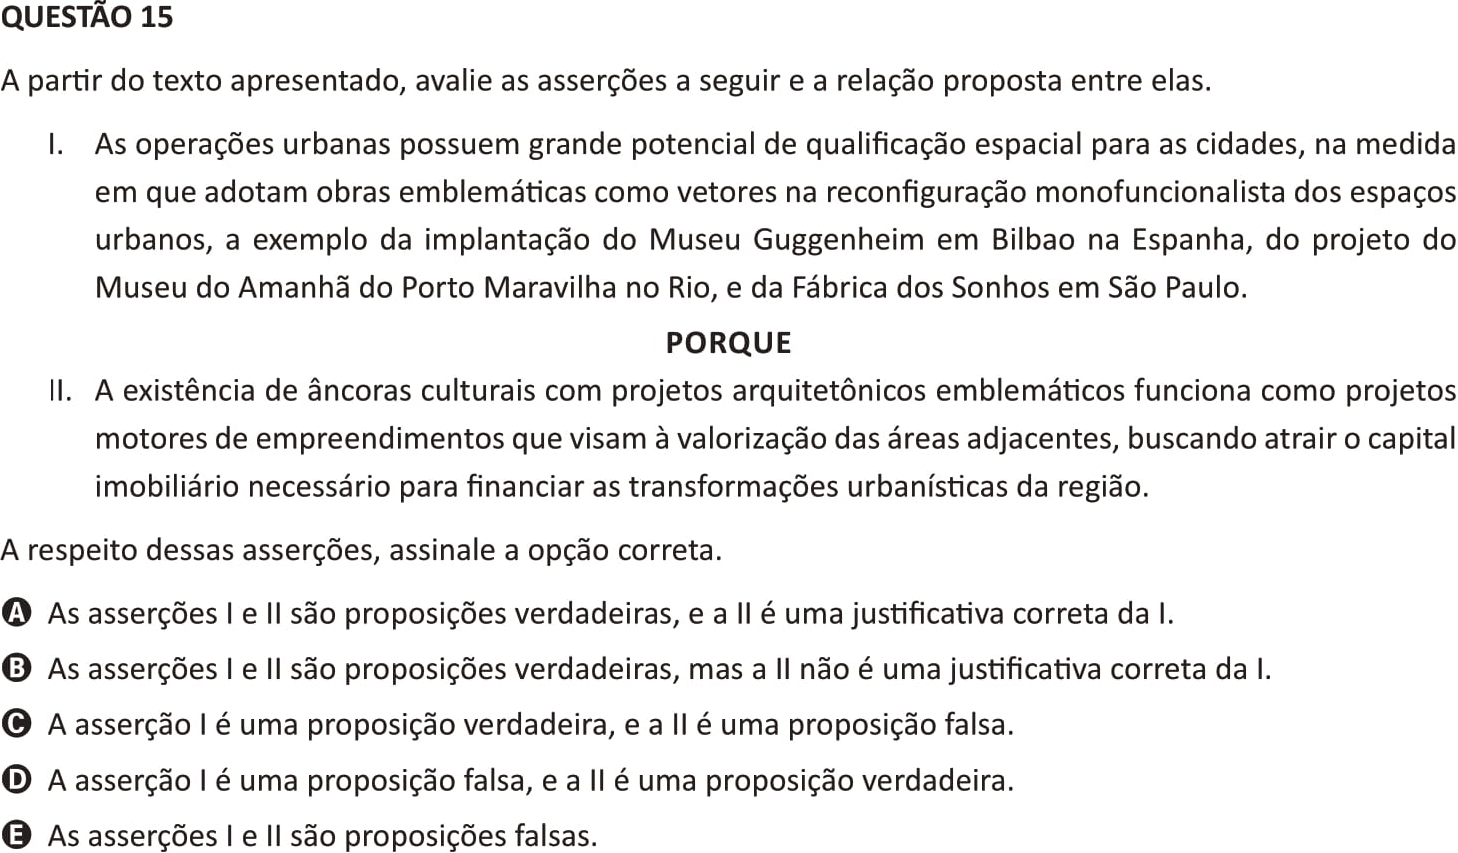 QUESTÃO 15
A partir do texto apresentado, avalie as asserções a seguir e a relação proposta entre elas.
I. As operações urbanas possuem grande potencial de qualificação espacial para as cidades, na medida
em que adotam obras emblemáticas como vetores na reconfiguração monofuncionalista dos espaços
urbanos, a exemplo da implantação do Museu Guggenheim em Bilbao na Espanha, do projeto do
Museu do Amanhã do Porto Maravilha no Rio, e da Fábrica dos Sonhos em São Paulo.
PORQUE
II. A existência de âncoras culturais com projetos arquitetônicos emblemáticos funciona como projetos
motores de empreendimentos que visam à valorização das áreas adjacentes, buscando atrair o capital
imobiliário necessário para financiar as transformações urbanísticas da região.
A respeito dessas asserções, assinale a opção correta.
A As asserções I e II são proposições verdadeiras, e a II é uma justificativa correta da I.
B As asserções I e II são proposições verdadeiras, mas a II não é uma justificativa correta da I.
C A asserção I é uma proposição verdadeira, e a II é uma proposição falsa.
D A asserção I é uma proposição falsa, e a II é uma proposição verdadeira.
E As asserções I e II são proposições falsas.